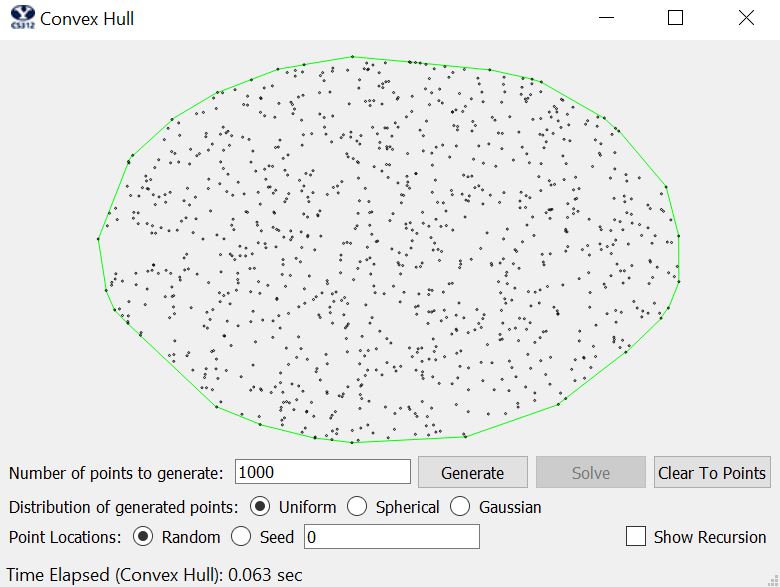 CS312 Convex Hull
Number of points to generate: 1000 Generate Solve Clear To Points
Distribution of generated points: Uniform Spherical Gaussian
Point Locations: Random Seed 0 Show Recursion
Time Elapsed (Convex Hull): 0.063 sec